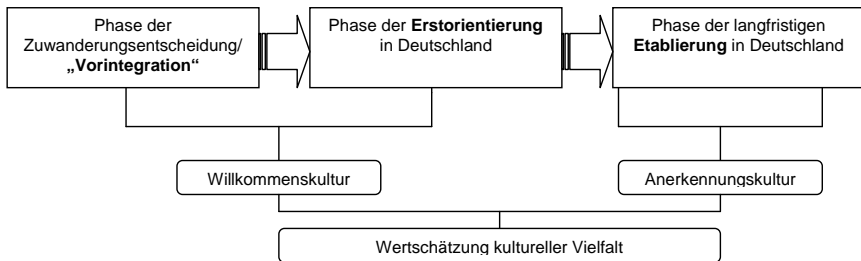 Phase der
Zuwanderungsentscheidung/
„Vorintegration“
Phase der Erstorientierung
in Deutschland
Phase der langfristigen
Etablierung in Deutschland
Willkommenskultur
Anerkennungskultur
Wertschätzung kultureller Vielfalt